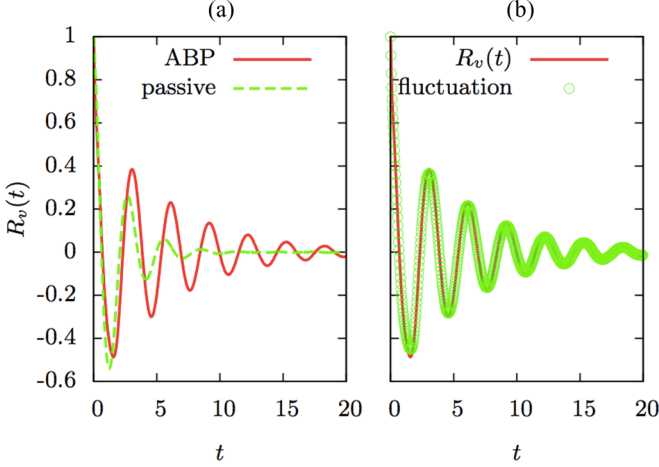 (a)
(b)
ABP
passive
R_v(t)
fluctuation
R_v(t)
1
0.8
0.6
0.4
0.2
0
-0.2
-0.4
-0.6
0 5 10 15 20
0 5 10 15 20
t
t